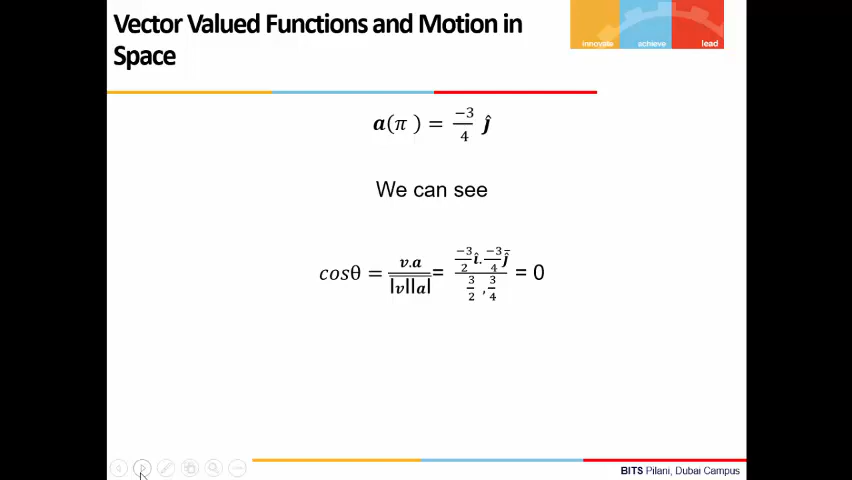 Vector Valued Functions and Motion in
Space
innovate achieve lead
𝒂(π ) = −3/4 𝒋̂
We can see
cosθ = 𝒗.𝒂/|𝒗||𝒂| = (−3/2 𝒊̂.−3/4 𝒋̂)/(3/2 ,3/4) = 0
BITS Pilani, Dubai Campus